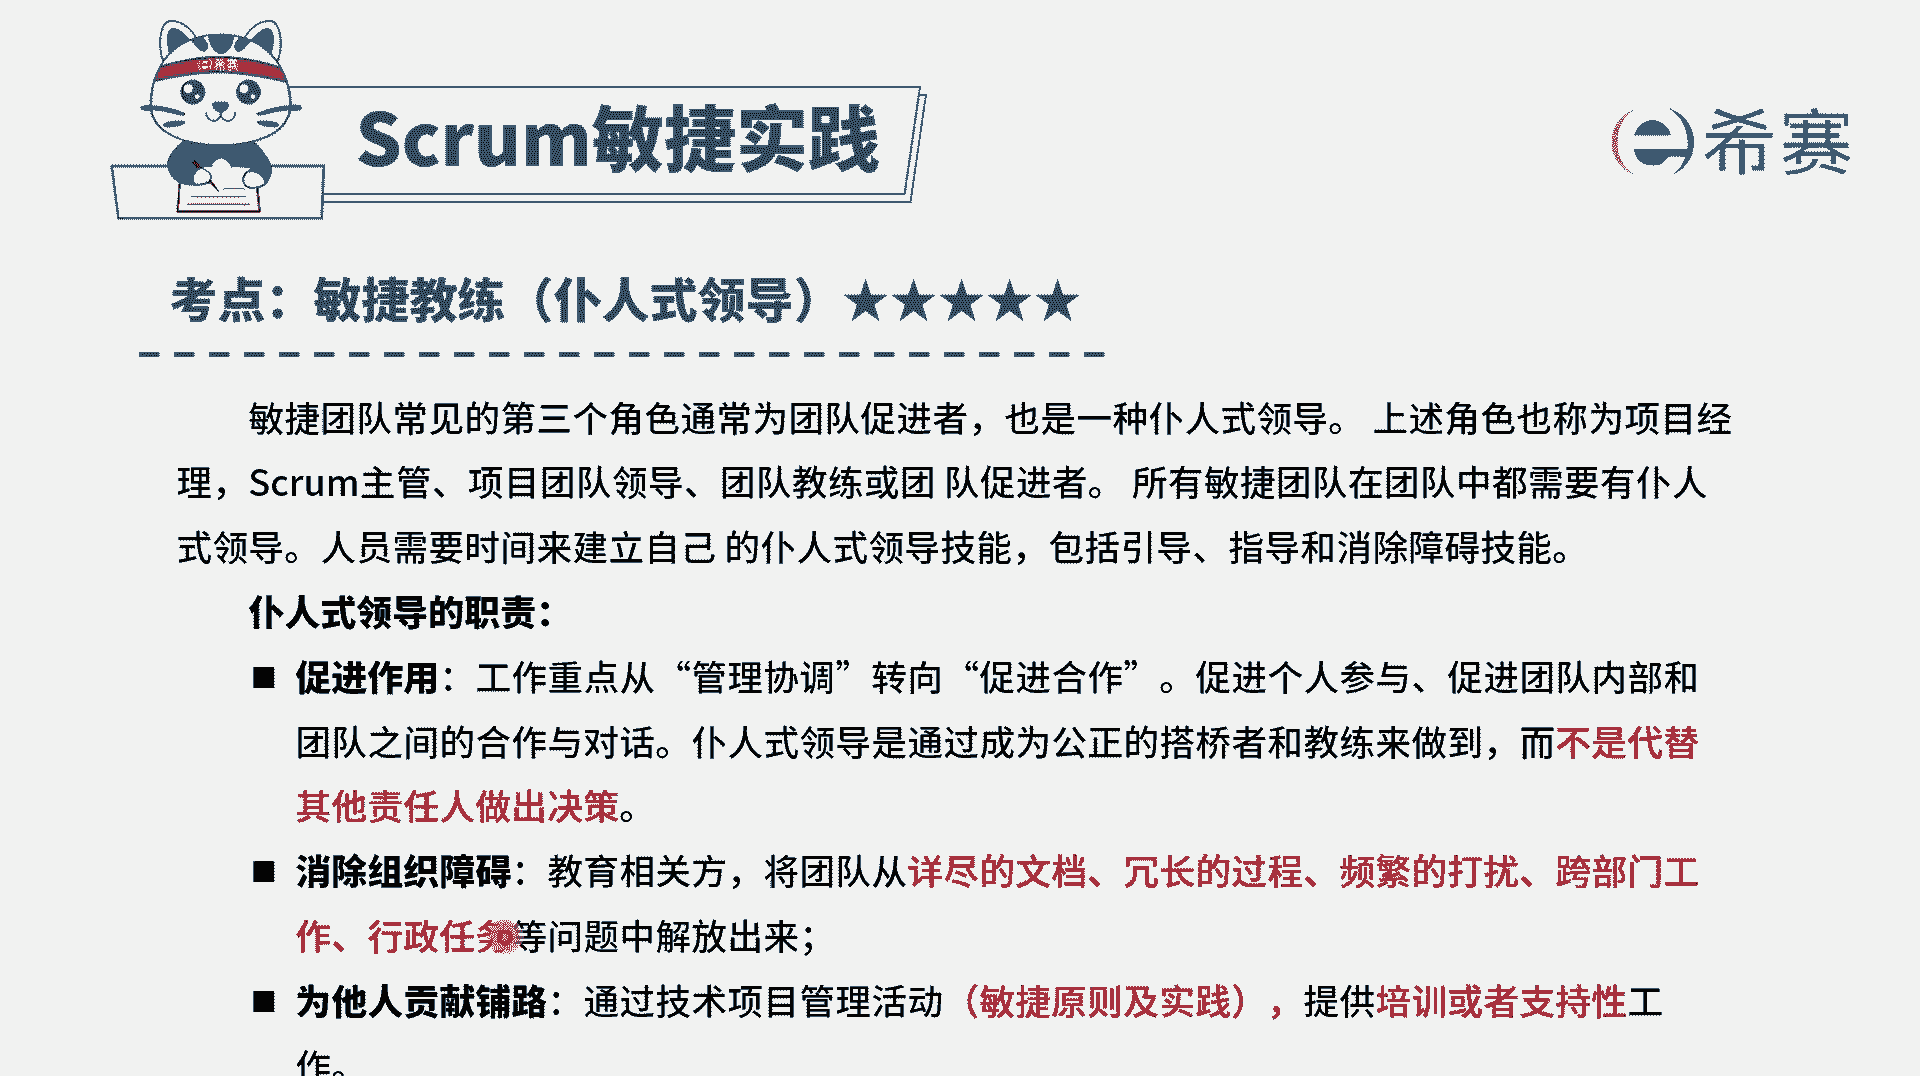 希赛
Scrum敏捷实践
希赛
考点：敏捷教练（仆人式领导）★★★★★
敏捷团队常见的第三个角色通常为团队促进者，也是一种仆人式领导。 上述角色也称为项目经
理，Scrum主管、项目团队领导、团队教练或团 队促进者。 所有敏捷团队在团队中都需要有仆人
式领导。人员需要时间来建立自己 的仆人式领导技能，包括引导、指导和消除障碍技能。
仆人式领导的职责：
■ 促进作用：工作重点从“管理协调”转向“促进合作”。促进个人参与、促进团队内部和
团队之间的合作与对话。仆人式领导是通过成为公正的搭桥者和教练来做到，而不是代替
其他责任人做出决策。
■ 消除组织障碍：教育相关方，将团队从详尽的文档、冗长的过程、频繁的打扰、跨部门工
作、行政任务等问题中解放出来；
■ 为他人贡献铺路：通过技术项目管理活动（敏捷原则及实践），提供培训或者支持性工
作。